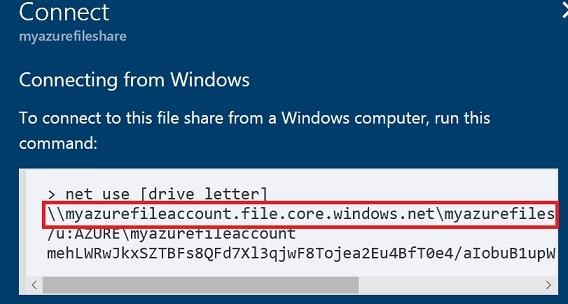 Connect
myazurefileshare
Connecting from Windows
To connect to this file share from a Windows computer, run this
command:
> net use [drive letter]
\\myazurefileaccount.file.core.windows.net\myazurefiles
/u:AZURE\myazurefileaccount
mehLWRwJkxSZTBFs8QFd7Xl3qjwF8Tojea2Eu4BfT0e4/aIobuB1upW